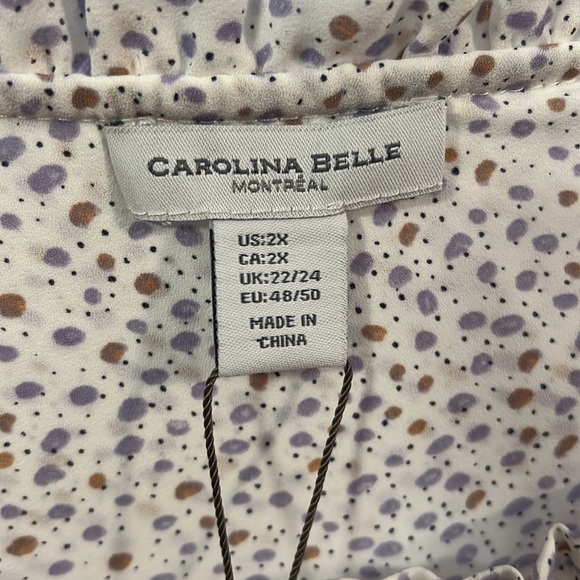 CAROLINA BELLE
MONTRÉAL
US:2X
CA:2X
UK:22/24
EU:48/50
MADE IN
CHINA